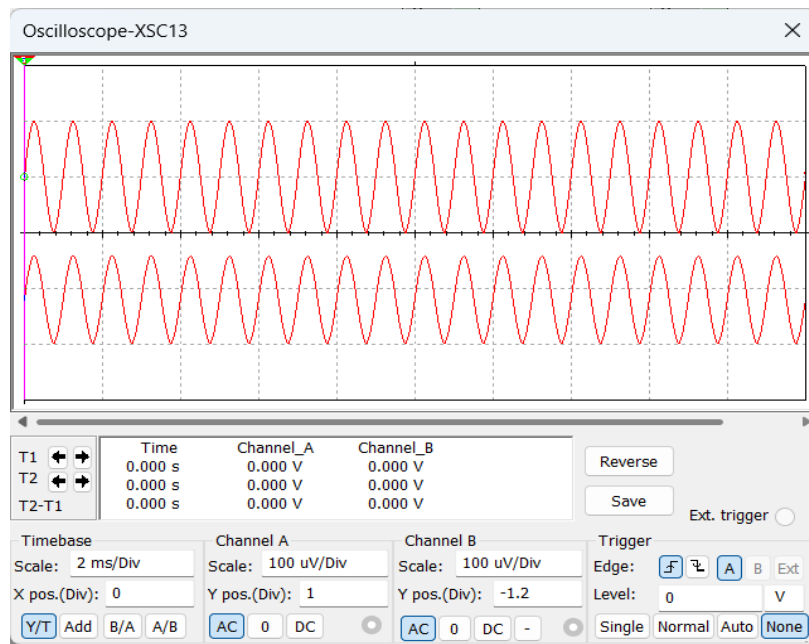 Oscilloscope-XSC13
Time Channel_A Channel_B
T1 0.000 s 0.000 V 0.000 V
T2 0.000 s 0.000 V 0.000 V
T2-T1 0.000 s 0.000 V 0.000 V
Reverse
Save
Ext. trigger
Timebase
Scale: 2 ms/Div
X pos.(Div): 0
Y/T Add B/A A/B
Channel A
Scale: 100 uV/Div
Y pos.(Div): 1
AC 0 DC
Channel B
Scale: 100 uV/Div
Y pos.(Div): -1.2
AC 0 DC -
Trigger
Edge: A B Ext
Level: 0 V
Single Normal Auto None